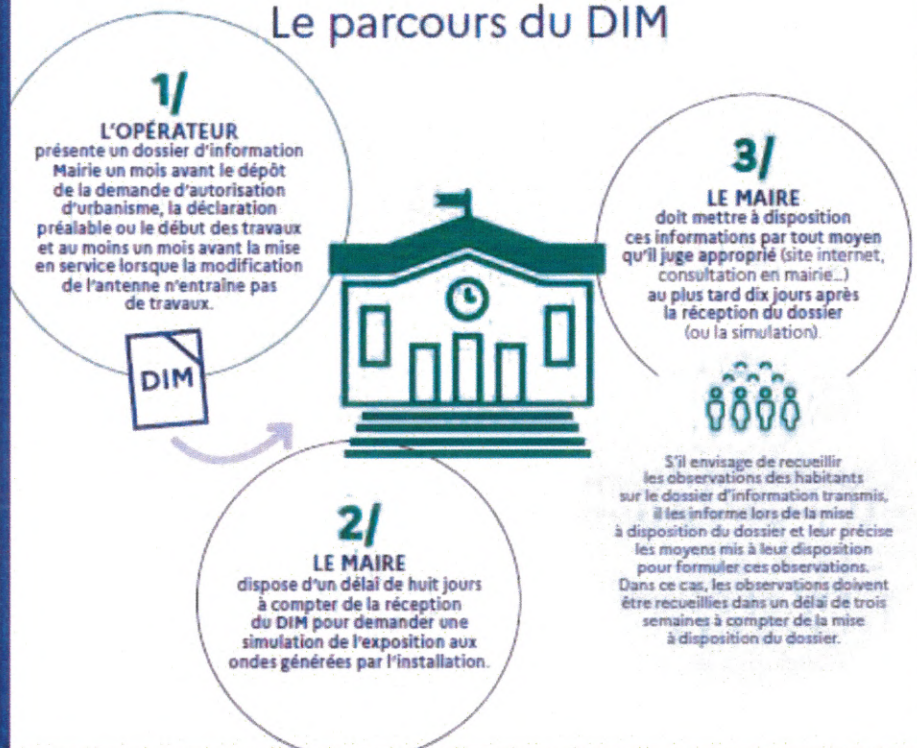 Le parcours du DIM
1/
L'OPÉRATEUR
présente un dossier d'information
Mairie un mois avant le dépôt
de la demande d'autorisation
d'urbanisme, la déclaration
préalable ou le début des travaux
et au moins un mois avant la mise
en service lorsque la modification
de l'antenne n'entraîne pas
de travaux.
DIM
2/
LE MAIRE
dispose d'un délai de huit jours
à compter de la réception
du DIM pour demander une
simulation de l'exposition aux
ondes générées par l'installation.
3/
LE MAIRE
doit mettre à disposition
ces informations par tout moyen
qu'il juge approprié (site internet,
consultation en mairie...)
au plus tard dix jours après
la réception du dossier
(ou la simulation).
S'il envisage de recueillir
les observations des habitants
sur le dossier d'information transmis,
il les informe lors de la mise
à disposition du dossier et leur précise
les moyens mis à leur disposition
pour formuler ces observations.
Dans ce cas, les observations doivent
être recueillies dans un délai de trois
semaines à compter de la mise
à disposition du dossier.